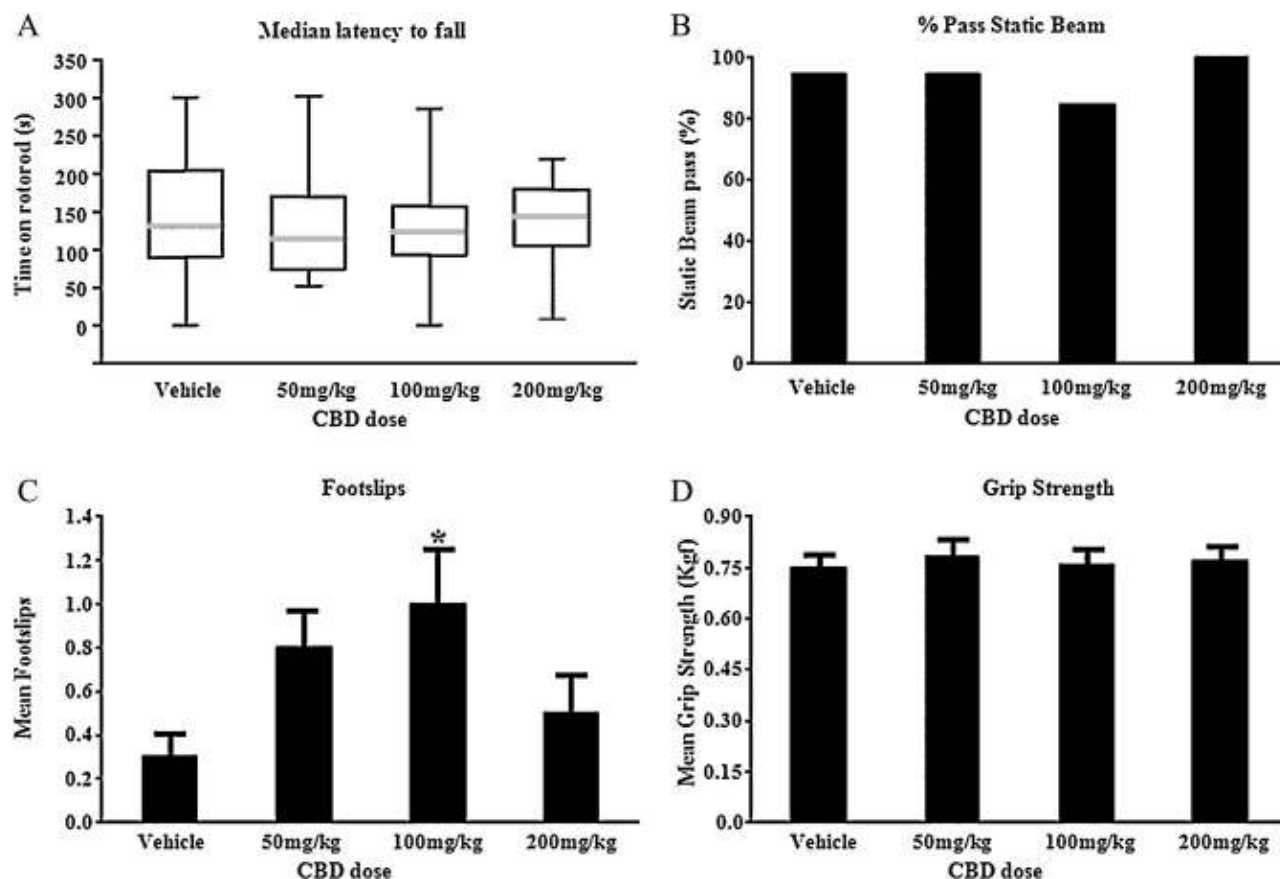 A
Median latency to fall
350
300
250
200
150
100
50
0
Time on rotorod (s)
Vehicle 50mg/kg 100mg/kg 200mg/kg
CBD dose
B
% Pass Static Beam
100
80
60
40
20
0
Static Beam pass (%)
Vehicle 50mg/kg 100mg/kg 200mg/kg
CBD dose
C
Footslips
1.4
1.2
1.0
0.8
0.6
0.4
0.2
0.0
Mean Footslips
*
Vehicle 50mg/kg 100mg/kg 200mg/kg
CBD dose
D
Grip Strength
0.90
0.75
0.60
0.45
0.30
0.15
0.0
Mean Grip Strength (Kgf)
Vehicle 50mg/kg 100mg/kg 200mg/kg
CBD dose